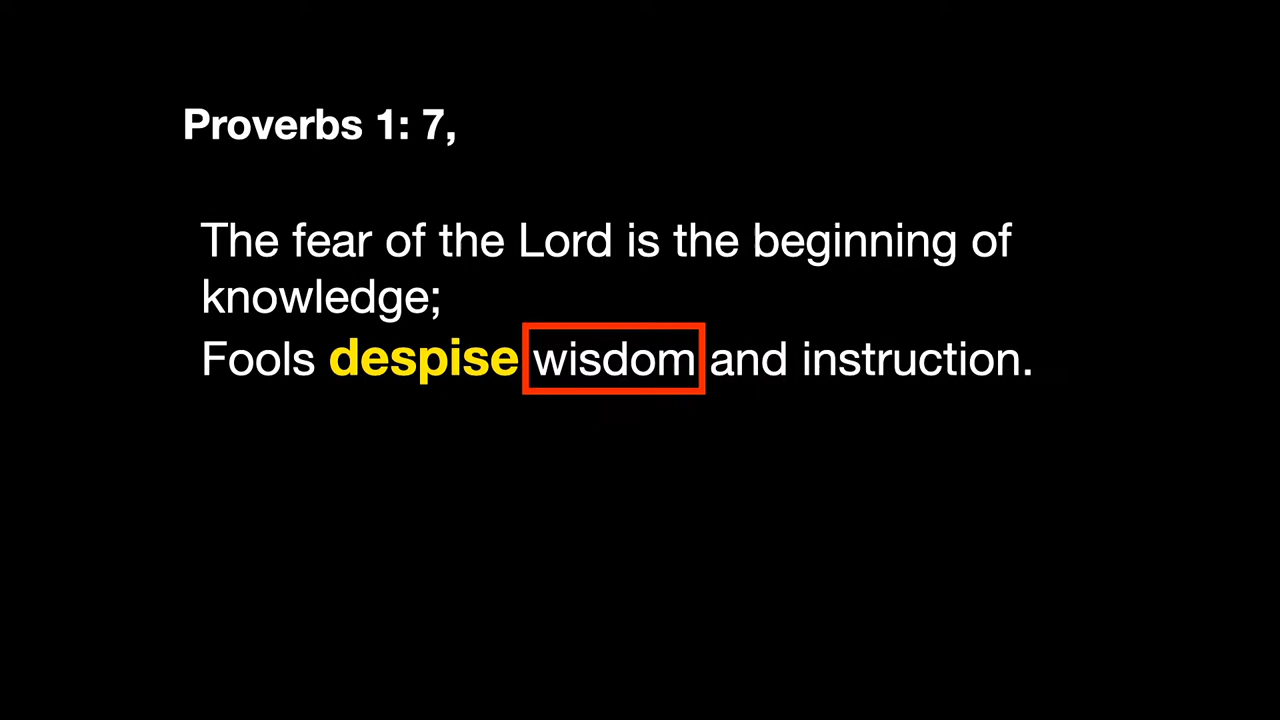 Proverbs 1: 7,
The fear of the Lord is the beginning of
knowledge;
Fools despise wisdom and instruction.